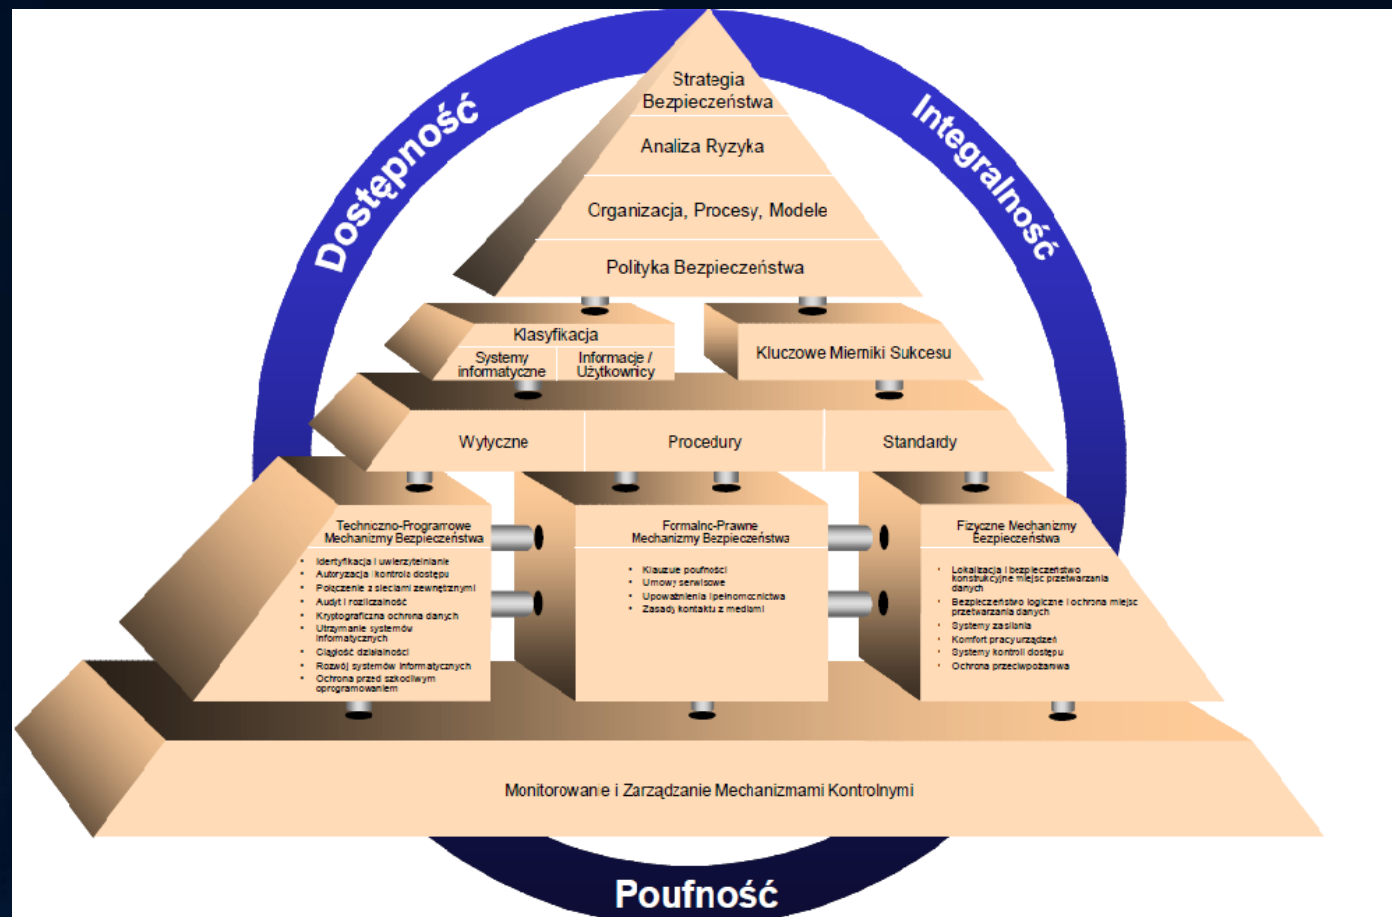 Dostępność
Integralność
Strategia
Bezpieczeństwa
Analiza Ryzyka
Organizacja, Procesy, Modele
Polityka Bezpieczeństwa
Klasyfikacja
Systemy
informatyczne
Informacje /
Użytkownicy
Kluczowe Mierniki Sukcesu
Wytyczne
Procedury
Standardy
Techniczno-Programowe
Mechanizmy Bezpieczeństwa
• Identyfikacja i uwierzytelnianie
• Autoryzacja i kontrola dostępu
• Połączenie z sieciami zewnętrznymi
• Audyt i rozliczalność
• Kryptograficzna ochrona danych
• Utrzymanie systemów
informatycznych
• Ciągłość działalności
• Rozwój systemów informatycznych
• Ochrona przed szkodliwym
oprogramowaniem
Formalno-Prawne
Mechanizmy Bezpieczeństwa
• Klauzule poufności
• Umowy serwisowe
• Upoważnienia i pełnomocnictwa
• Zasady kontaktu z mediami
Fizyczne Mechanizmy
Bezpieczeństwa
• Lokalizacja i bezpieczeństwo
konstrukcyjne miejsc przetwarzania
danych
• Bezpieczeństwo logiczne i ochrona miejsc
przetwarzania danych
• Systemy zasilania
• Komfort pracy urządzeń
• Systemy kontroli dostępu
• Ochrona przeciwpożarowa
Monitorowanie i Zarządzanie Mechanizmami Kontrolnymi
Poufność